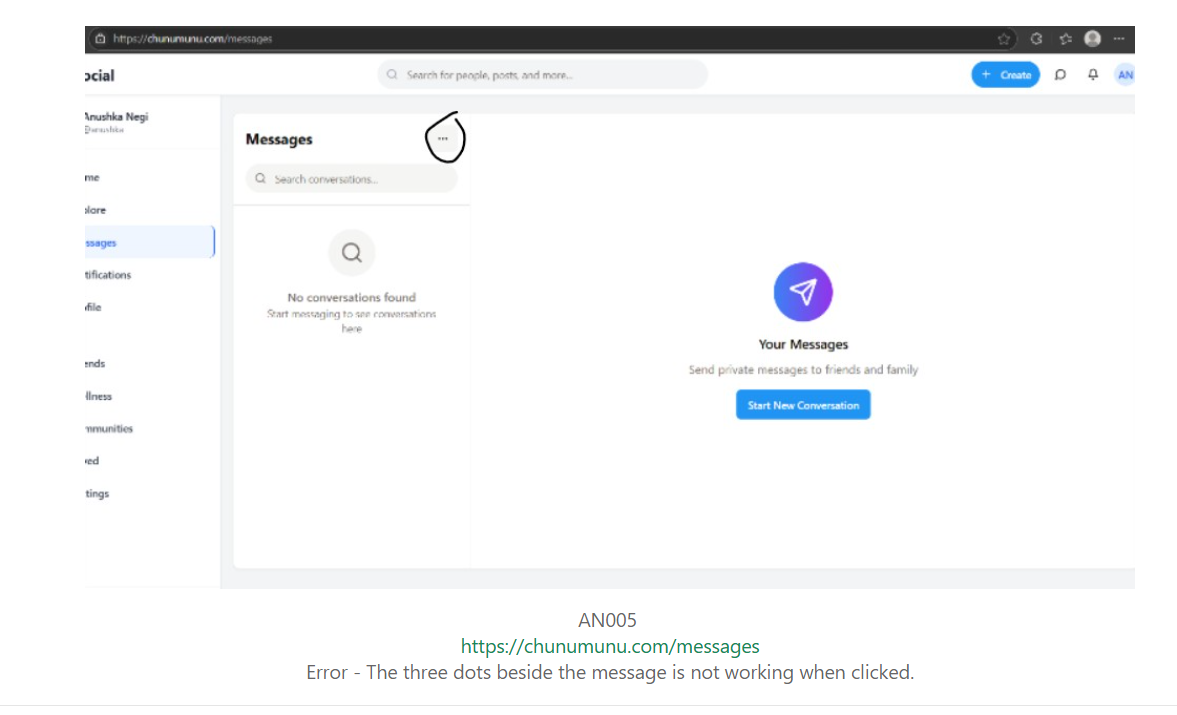 https://chunumunu.com/messages
ocial
Search for people, posts, and more...
+ Create
AN
Anushka Negi
@anushka
me
plore
ssages
tifications
ofile
ends
llness
mmunities
ved
tings
Messages
...
Search conversations...
No conversations found
Start messaging to see conversations
here
Your Messages
Send private messages to friends and family
Start New Conversation
AN005
https://chunumunu.com/messages
Error - The three dots beside the message is not working when clicked.